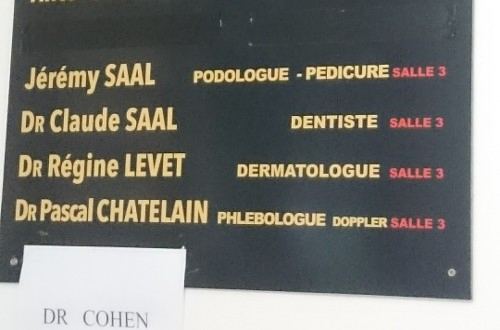 Jérémy SAAL PODOLOGUE - PEDICURE SALLE 3
DR Claude SAAL DENTISTE SALLE 3
DR Régine LEVET DERMATOLOGUE SALLE 3
DR Pascal CHATELAIN PHLEBOLOGUE DOPPLER SALLE 3
DR COHEN